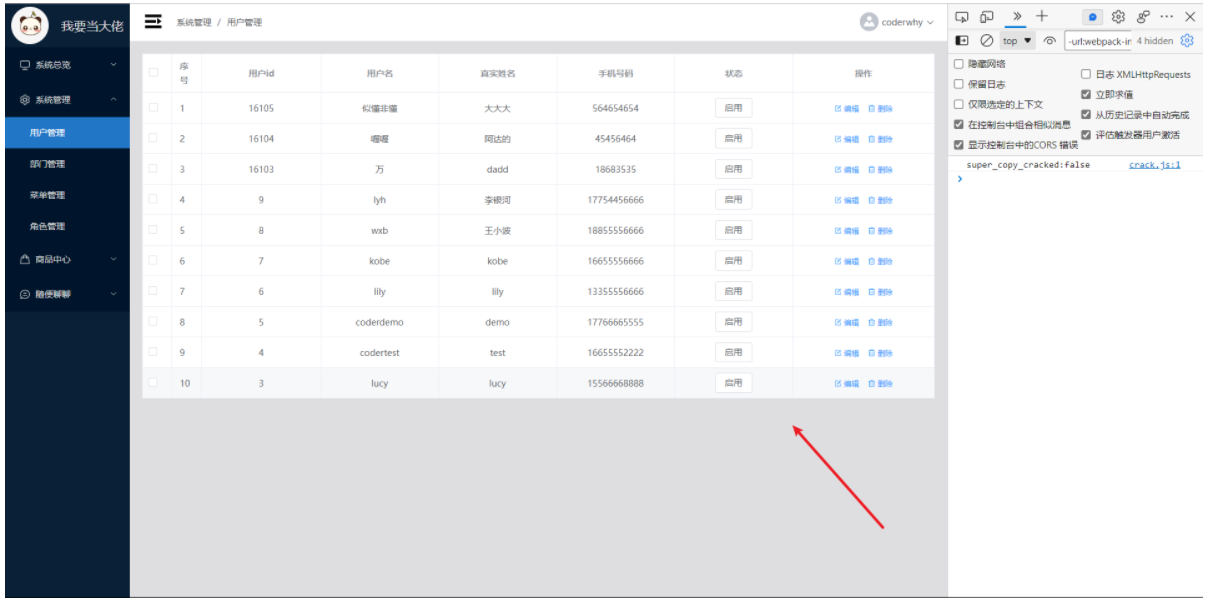 我要当大佬
系统管理 / 用户管理
coderwhy
系统总览
系统管理
用户管理
部门管理
菜单管理
角色管理
商品中心
随便聊聊
序号 用户id 用户名 真实姓名 手机号码 状态 操作
1 16105 似懂非懂 大大大 564654654 启用 编辑 删除
2 16104 喔喔 阿达的 45456464 启用 编辑 删除
3 16103 万 dadd 18683535 启用 编辑 删除
4 9 lyh 李银河 17754456666 启用 编辑 删除
5 8 wxb 王小波 18855556666 启用 编辑 删除
6 7 kobe kobe 16655556666 启用 编辑 删除
7 6 lily lily 13355556666 启用 编辑 删除
8 5 coderdemo demo 17766665555 启用 编辑 删除
9 4 codertest test 16655552222 启用 编辑 删除
10 3 lucy lucy 15566668888 启用 编辑 删除
top -url:webpack-in 4 hidden
隐藏网络
保留日志
仅限选定的上下文
在控制台中组合相似消息
显示控制台中的CORS 错误
日志 XMLHttpRequests
立即求值
从历史记录中自动完成
评估触发器用户激活
super_copy_cracked:false crack.js:1